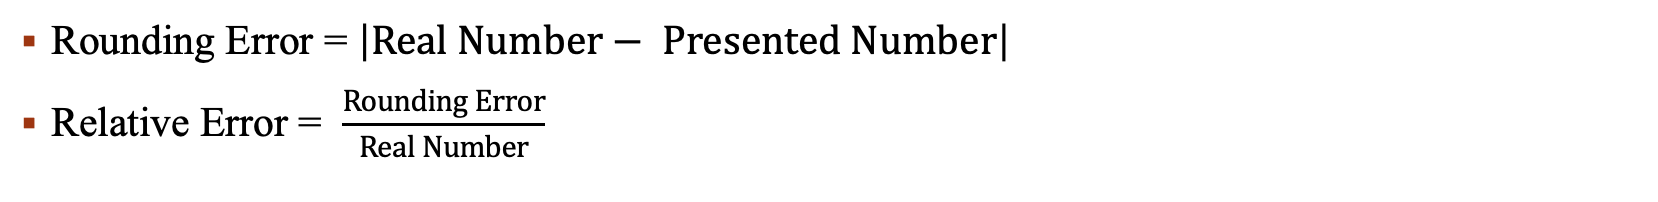 ▪ Rounding Error = |Real Number − Presented Number|
▪ Relative Error = Rounding Error
Real Number